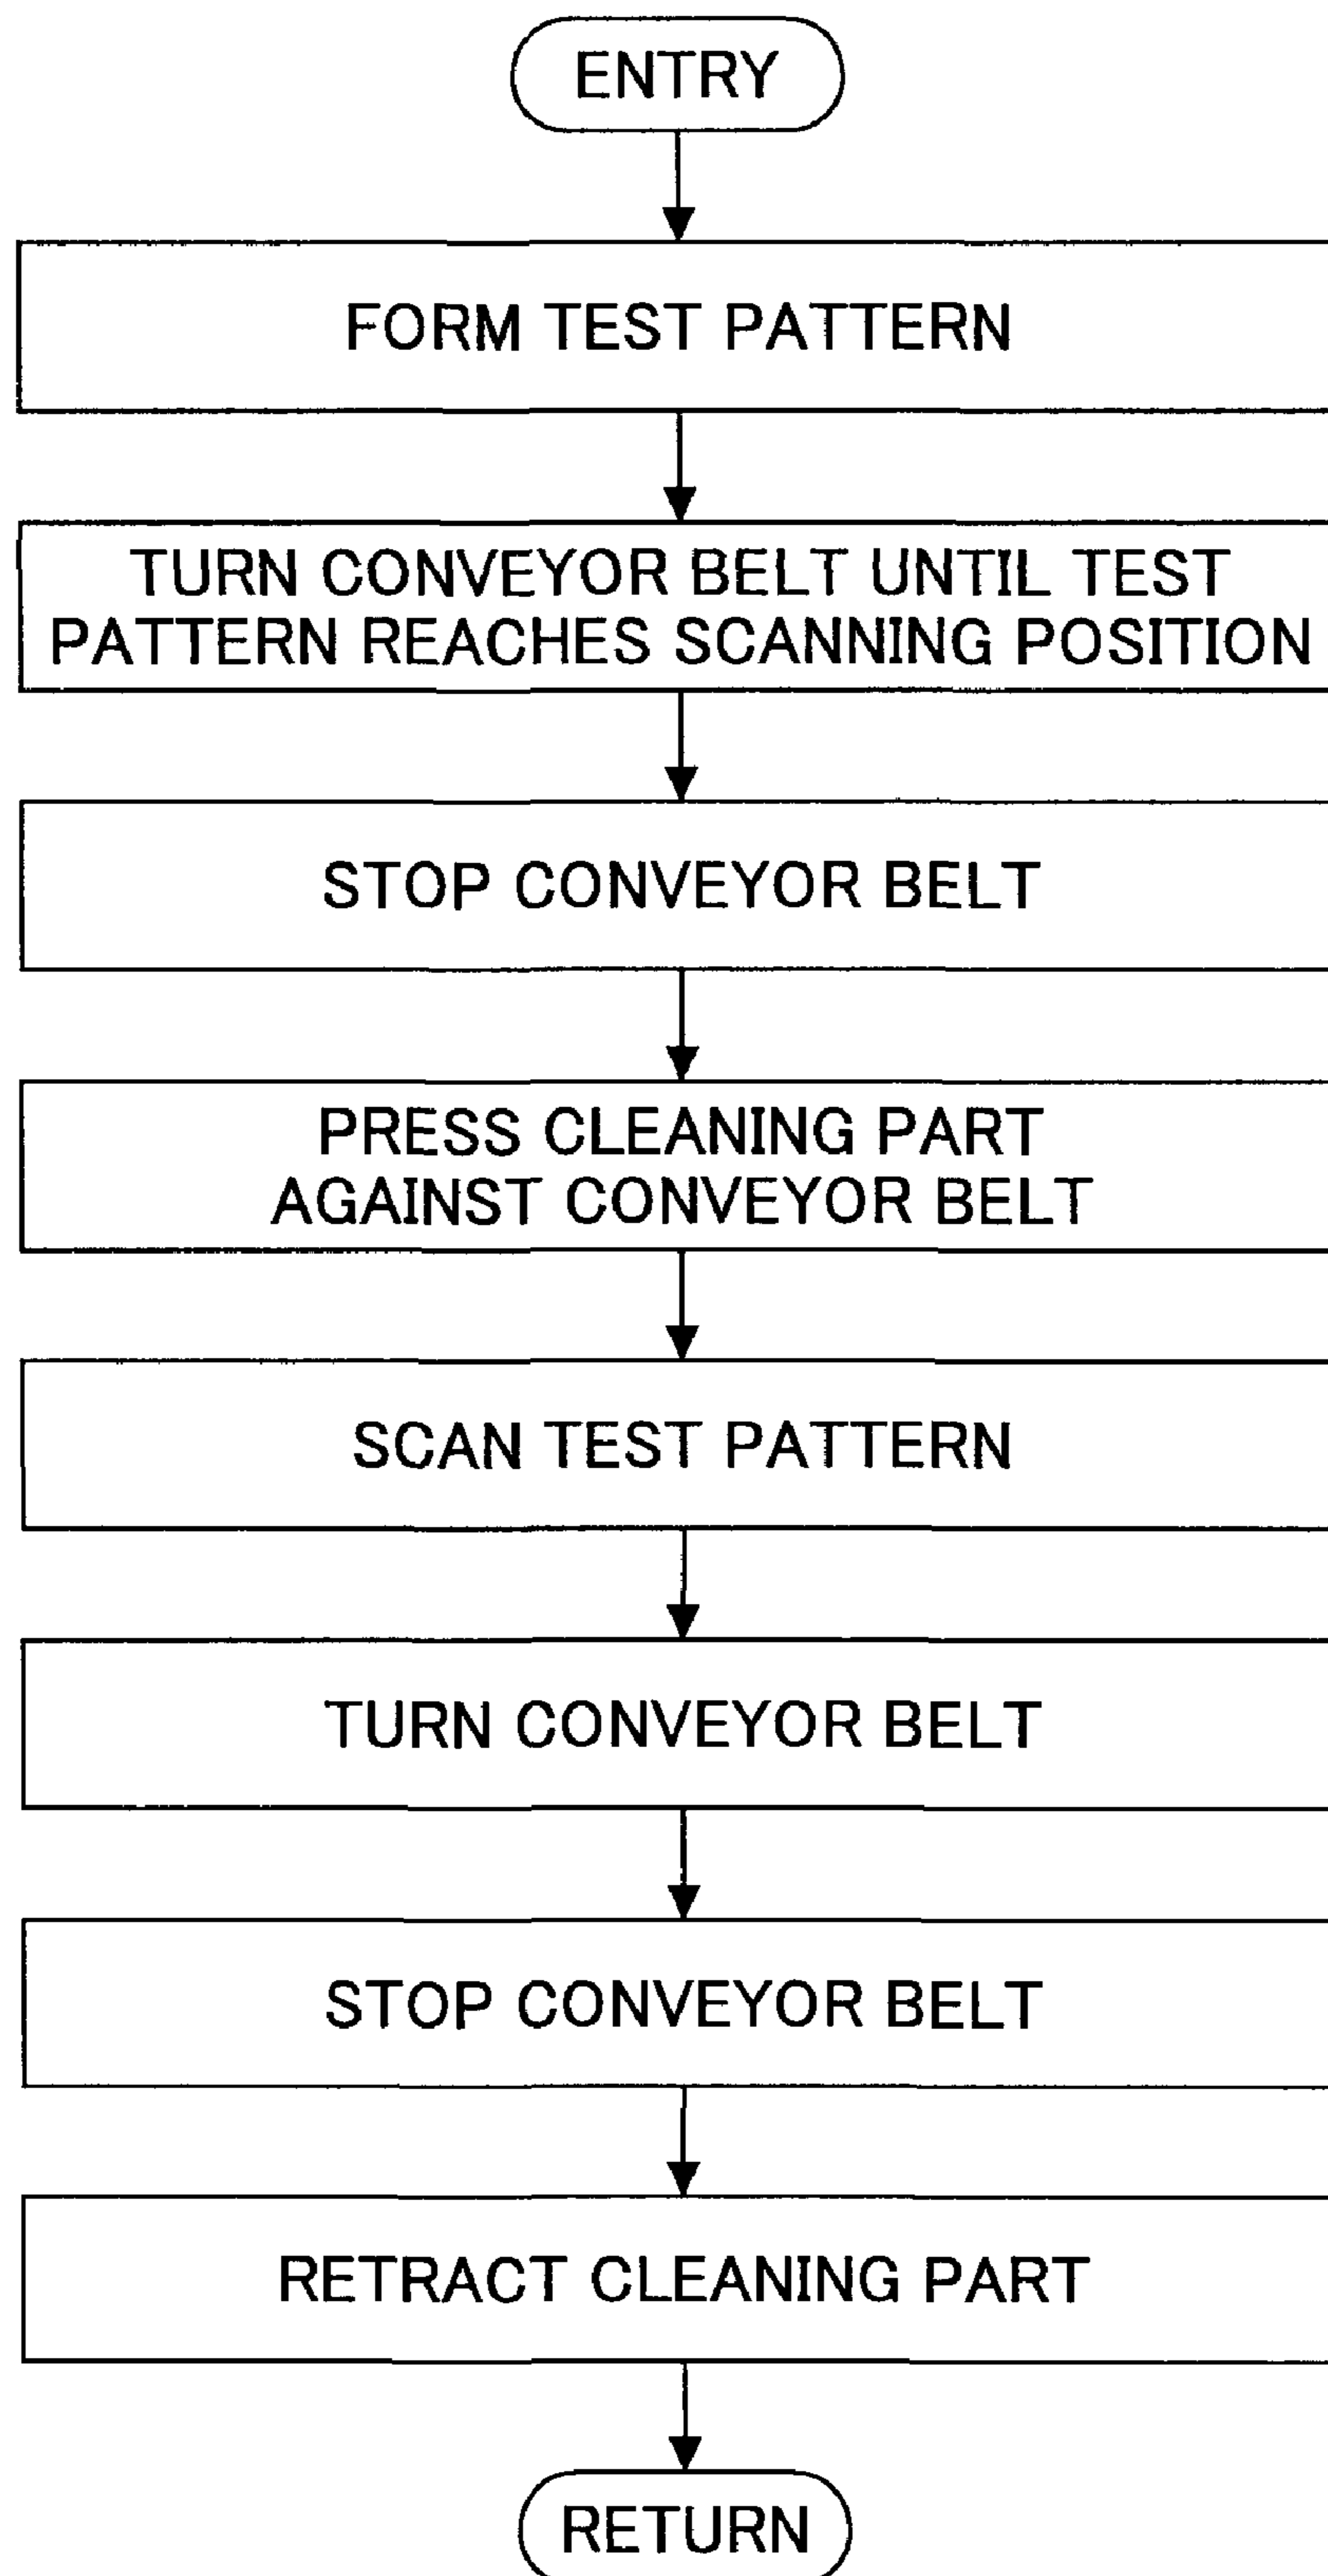 ENTRY
FORM TEST PATTERN
TURN CONVEYOR BELT UNTIL TEST
PATTERN REACHES SCANNING POSITION
STOP CONVEYOR BELT
PRESS CLEANING PART
AGAINST CONVEYOR BELT
SCAN TEST PATTERN
TURN CONVEYOR BELT
STOP CONVEYOR BELT
RETRACT CLEANING PART
RETURN